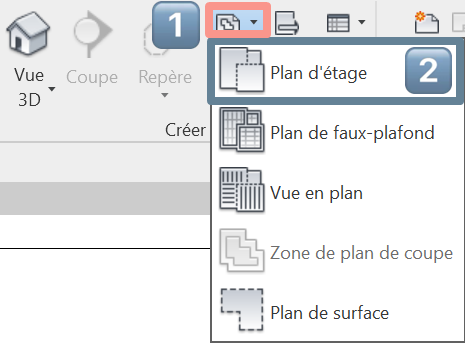 1
Vue
3D
Coupe
Repère
Créer
Plan d'étage
2
Plan de faux-plafond
Vue en plan
Zone de plan de coupe
Plan de surface